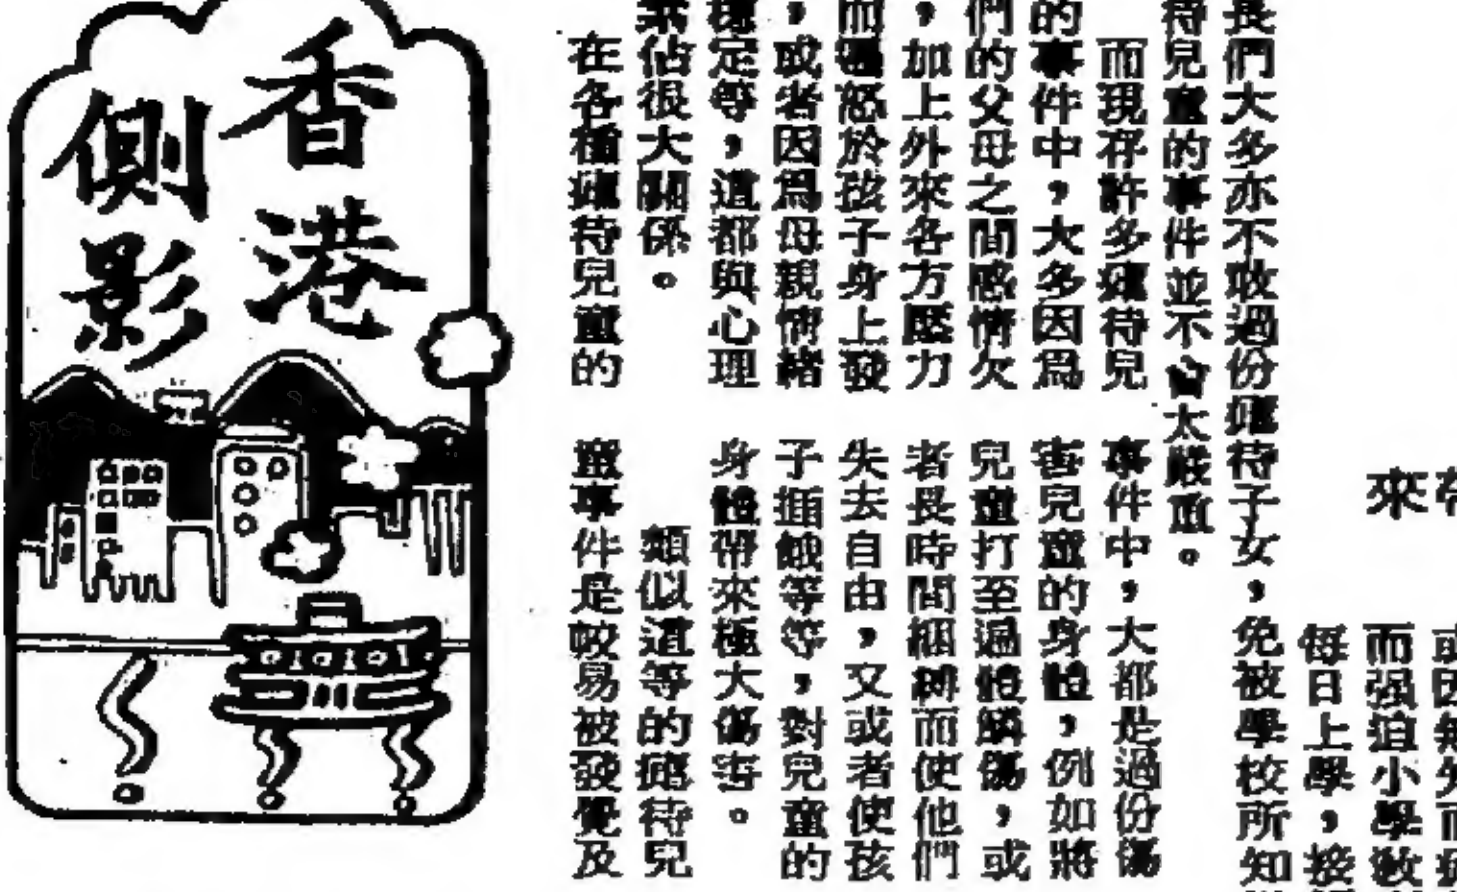 來
而强迫小學教
每日上學，接
長們大多亦不敢過份虐待子女，免被學校所知
待兒童的事件並不會太嚴重。
而現存許多虐待兒
的事件中，大多因爲
們的父母之間感情欠
，加上外來各方壓力
而遷怒於孩子身上發
，或者因爲母親情緒
穩定等，這都與心理
素佔很大關係。
在各種虐待兒童的
事件中，大都是過份傷
害兒童的身體，例如將
兒童打至遍體鱗傷，或
者長時間綑綁而使他們
失去自由，又或者使孩
子捱餓等等，對兒童的
身體帶來極大傷害。
類似這等的虐待兒
童事件是較易被發覺及
香港
側影